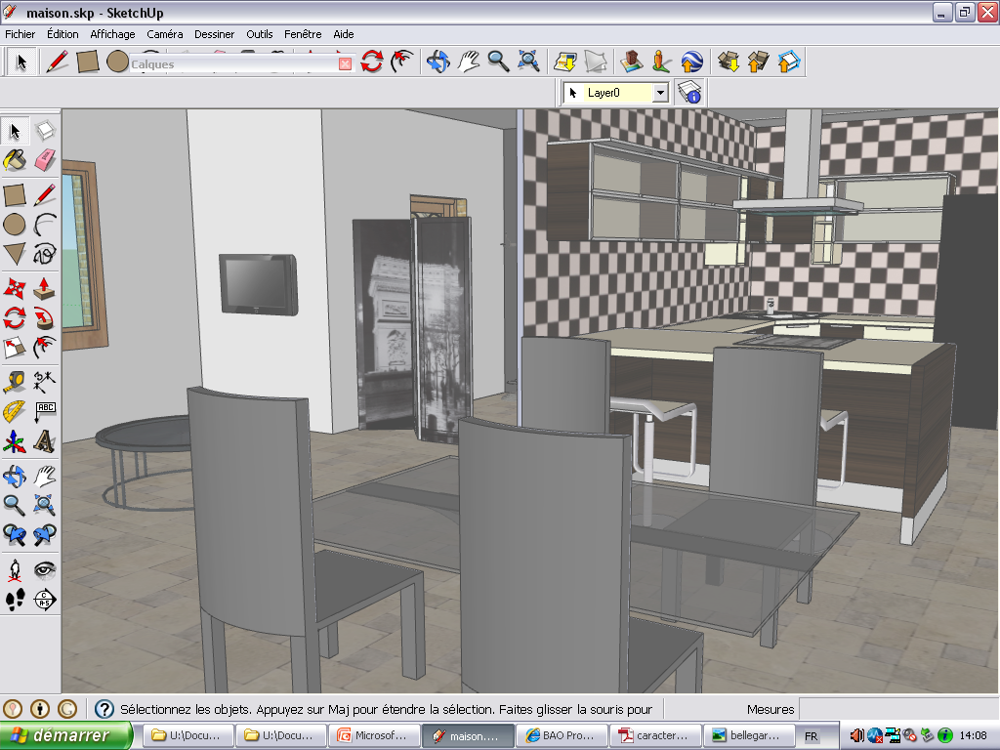 maison.skp - SketchUp
Fichier Édition Affichage Caméra Dessiner Outils Fenêtre Aide
Calques
Layer0
ABC
Sélectionnez les objets. Appuyez sur Maj pour étendre la sélection. Faites glisser la souris pour
Mesures
démarrer
U:\Docu...
U:\Docu...
Microsof...
maison....
BAO Pro...
caracter...
bellegar...
FR
14:08